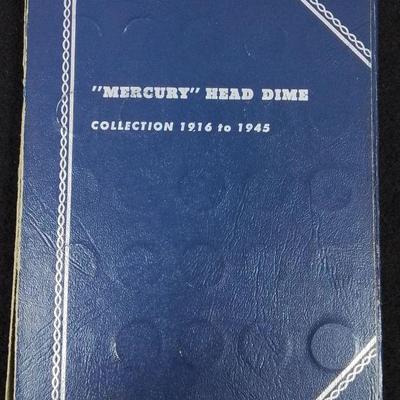 "MERCURY" HEAD DIME
COLLECTION 1916 to 1945